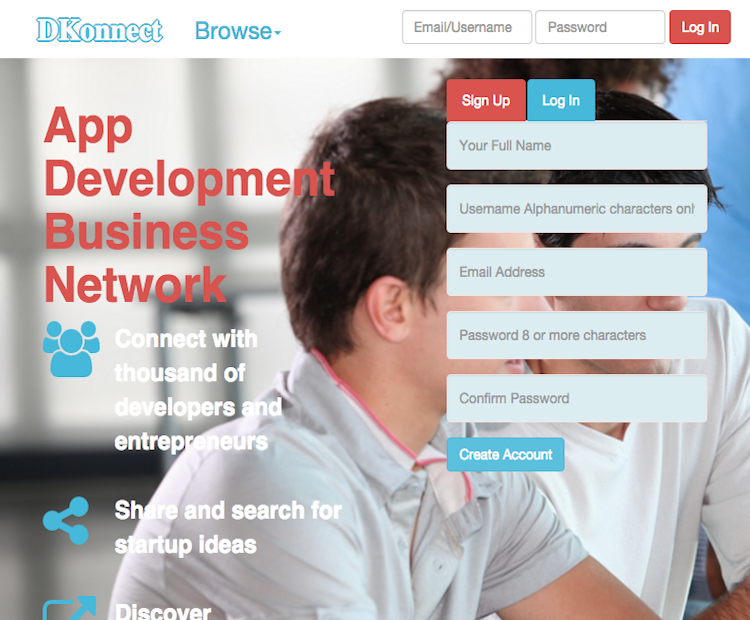 DKonnect
Browse
Email/Username
Password
Log In
App
Development
Business
Network
Connect with
thousand of
developers and
entrepreneurs
Share and search for
startup ideas
Discover
Sign Up
Log In
Your Full Name
Username Alphanumeric characters onl
Email Address
Password 8 or more characters
Confirm Password
Create Account